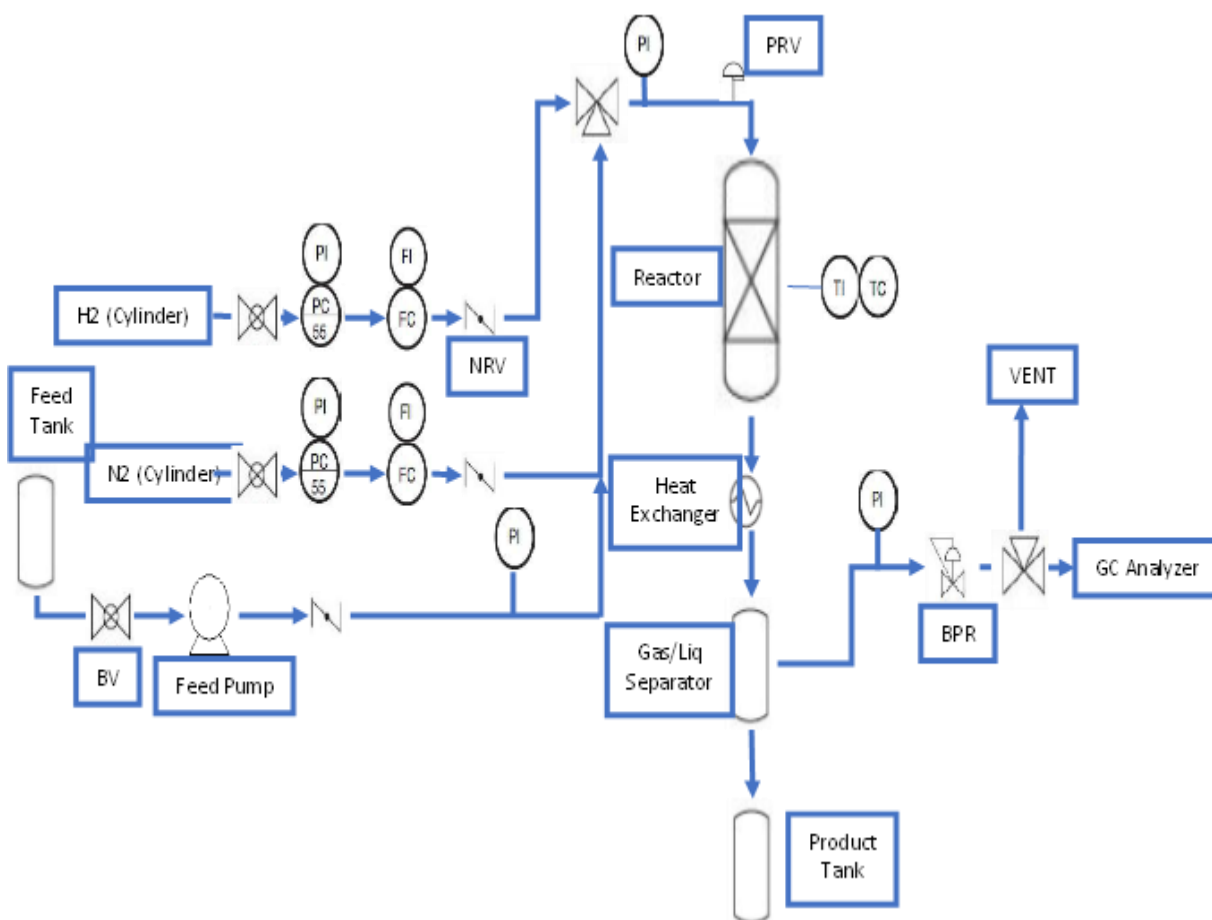 PI
PRV
Reactor
TI
TC
H2 (Cylinder)
PI
PC
55
FI
FC
NRV
Feed
Tank
N2 (Cylinder)
PI
PC
55
FI
FC
VENT
Heat
Exchanger
PI
PI
GC Analyzer
BPR
BV
Feed Pump
Gas/Liq
Separator
Product
Tank